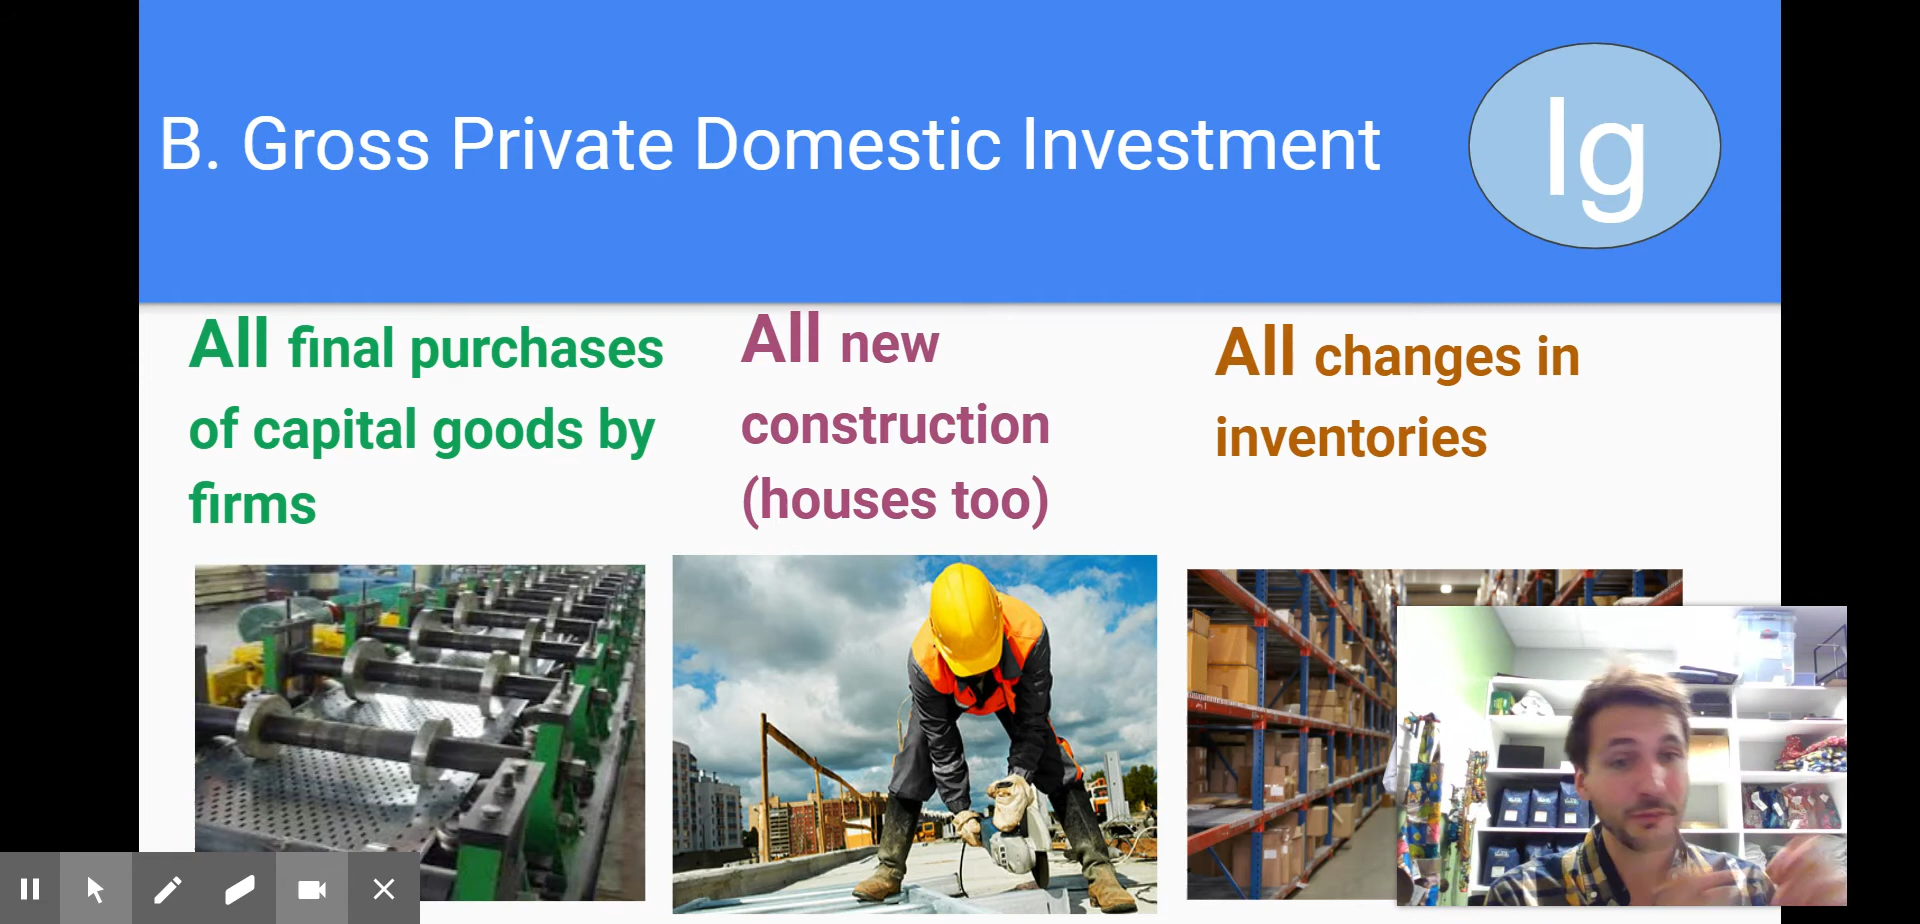 B. Gross Private Domestic Investment
Ig
All final purchases
of capital goods by
firms
All new
construction
(houses too)
All changes in
inventories